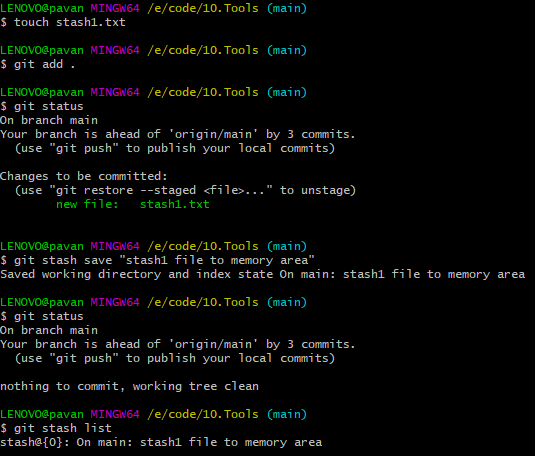 LENOVO@pavan MINGW64 /e/code/10.Tools (main)
$ touch stash1.txt
LENOVO@pavan MINGW64 /e/code/10.Tools (main)
$ git add .
LENOVO@pavan MINGW64 /e/code/10.Tools (main)
$ git status
On branch main
Your branch is ahead of 'origin/main' by 3 commits.
  (use "git push" to publish your local commits)
Changes to be committed:
  (use "git restore --staged <file>..." to unstage)
        new file:   stash1.txt
LENOVO@pavan MINGW64 /e/code/10.Tools (main)
$ git stash save "stash1 file to memory area"
Saved working directory and index state On main: stash1 file to memory area
LENOVO@pavan MINGW64 /e/code/10.Tools (main)
$ git status
On branch main
Your branch is ahead of 'origin/main' by 3 commits.
  (use "git push" to publish your local commits)
nothing to commit, working tree clean
LENOVO@pavan MINGW64 /e/code/10.Tools (main)
$ git stash list
stash@{0}: On main: stash1 file to memory area